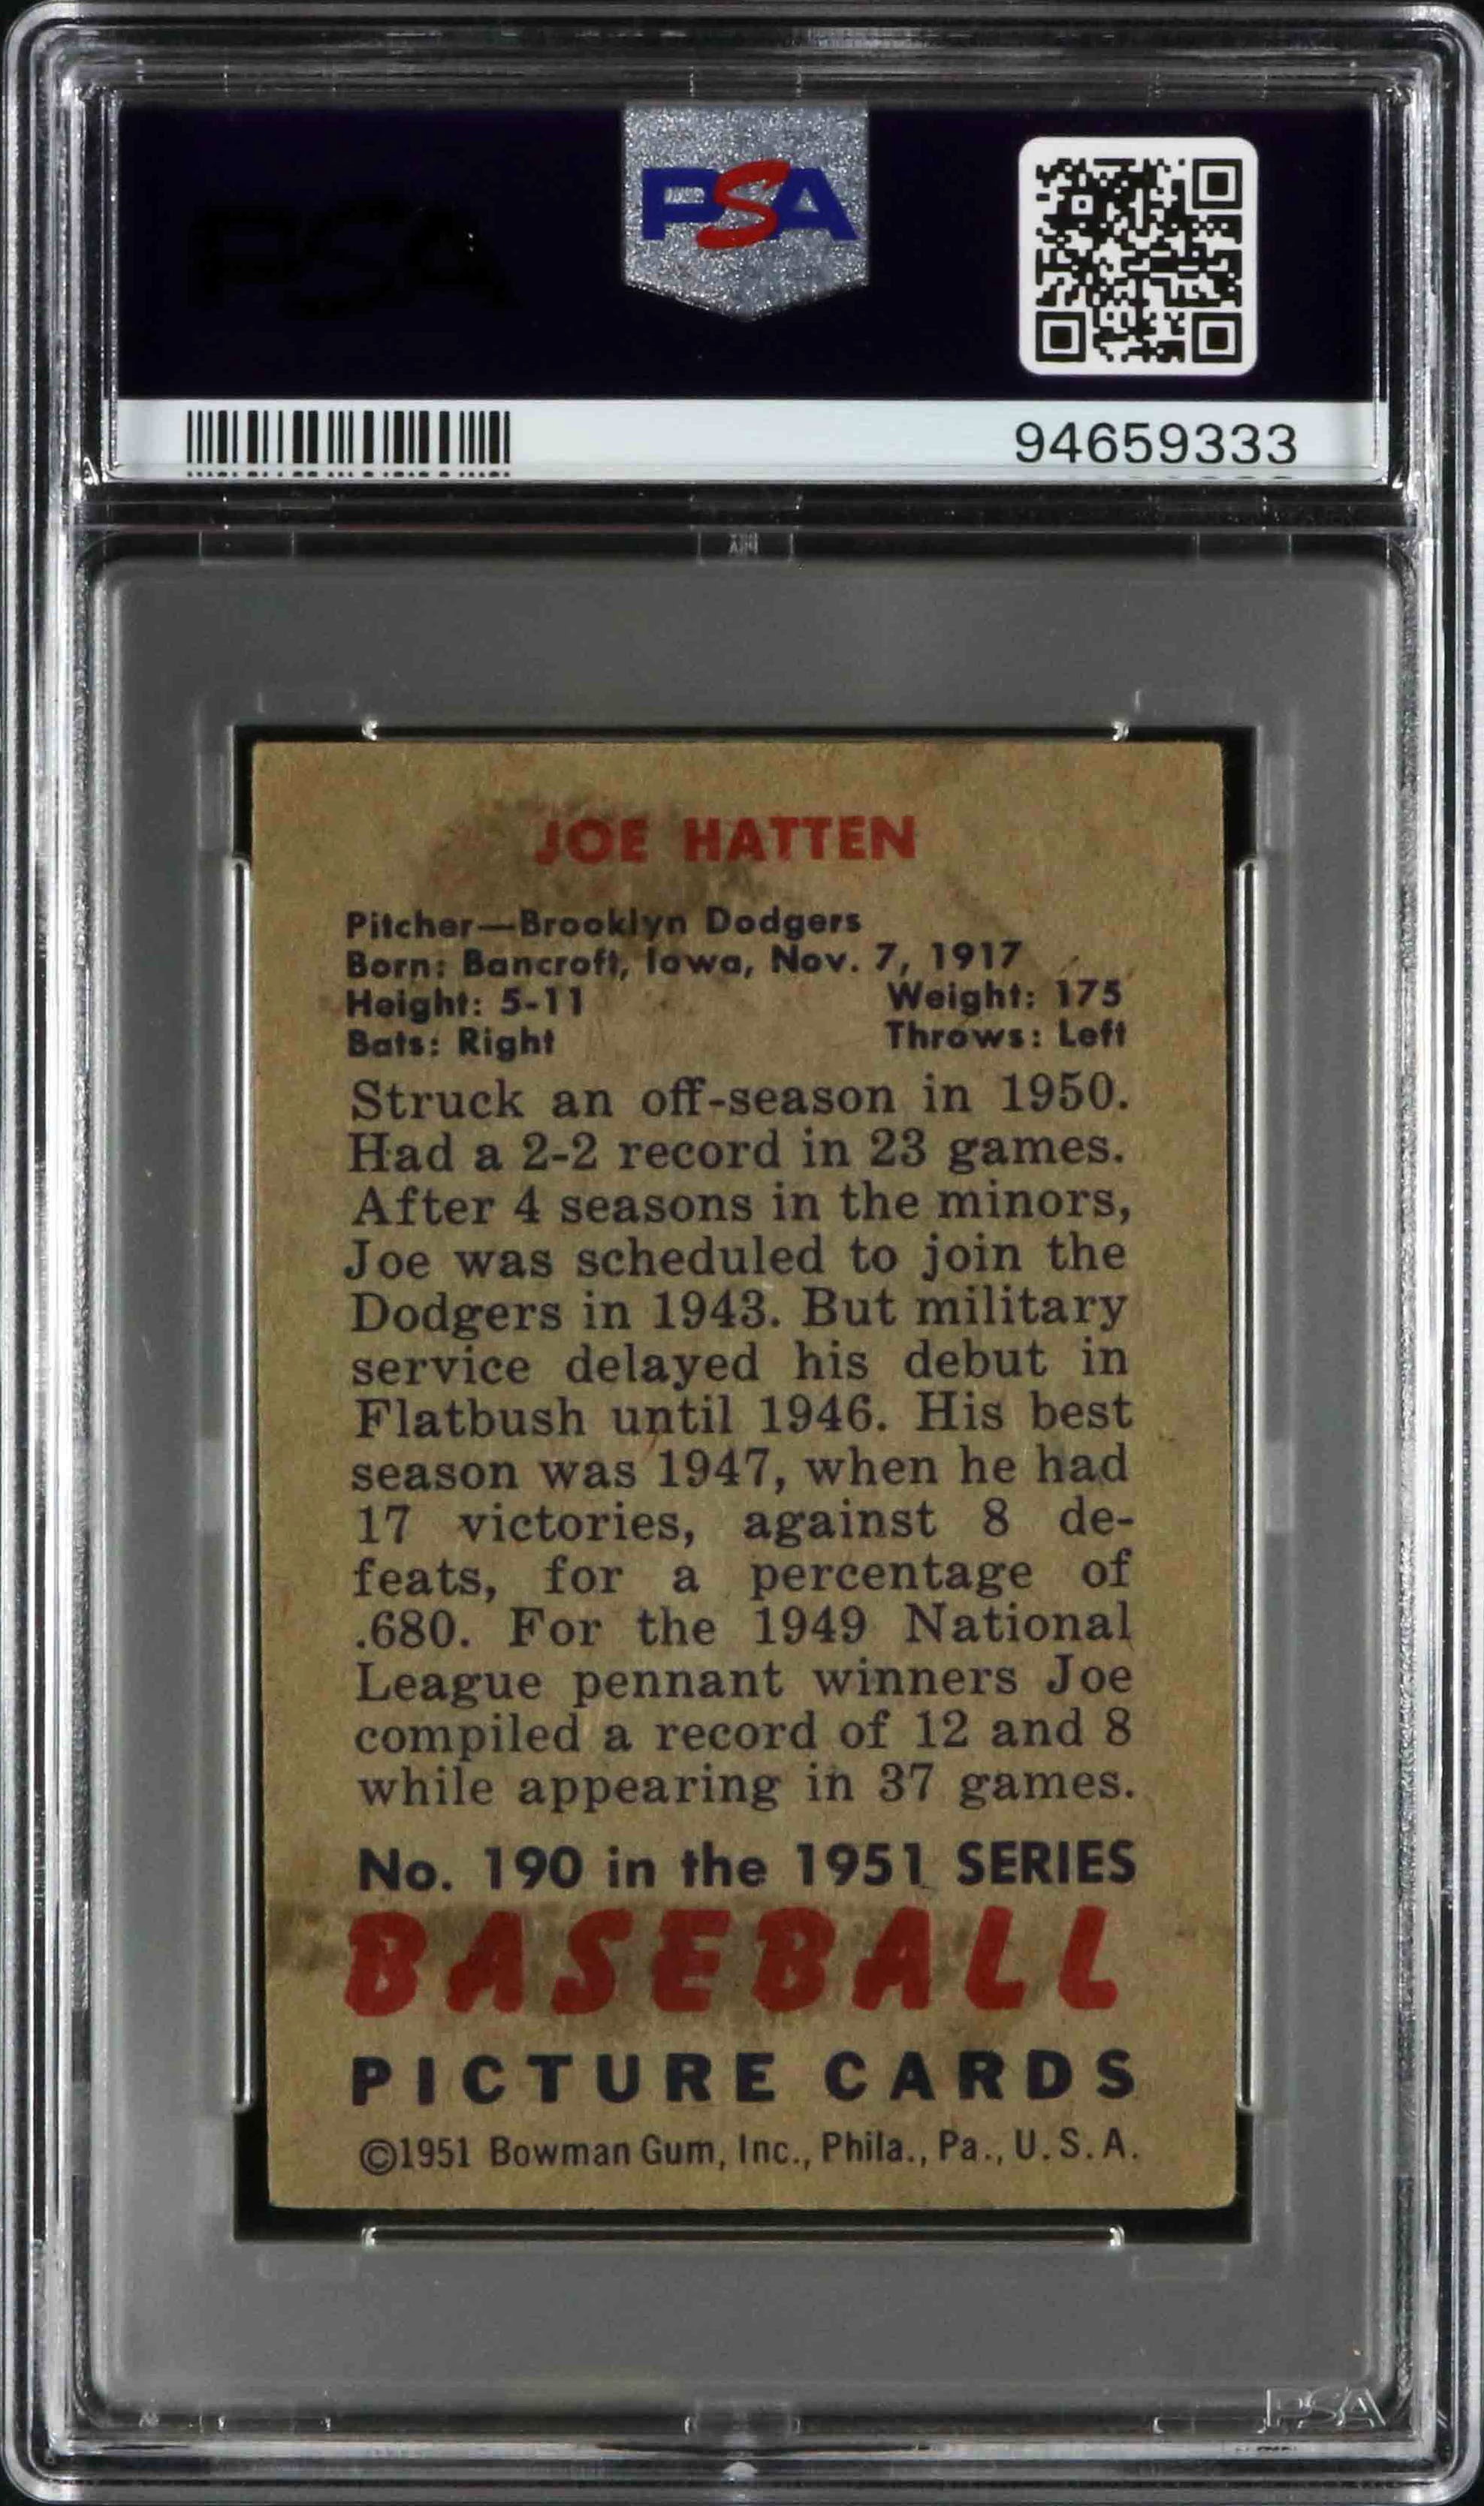 PSA
PSA
94659333
JOE HATTEN
Pitcher—Brooklyn Dodgers
Born: Bancroft, Iowa, Nov. 7, 1917
Height: 5-11 Weight: 175
Bats: Right Throws: Left
Struck an off-season in 1950.
Had a 2-2 record in 23 games.
After 4 seasons in the minors,
Joe was scheduled to join the
Dodgers in 1943. But military
service delayed his debut in
Flatbush until 1946. His best
season was 1947, when he had
17 victories, against 8 de-
feats, for a percentage of
.680. For the 1949 National
League pennant winners Joe
compiled a record of 12 and 8
while appearing in 37 games.
No. 190 in the 1951 SERIES
BASEBALL
PICTURE CARDS
©1951 Bowman Gum, Inc., Phila., Pa., U.S.A.
PSA